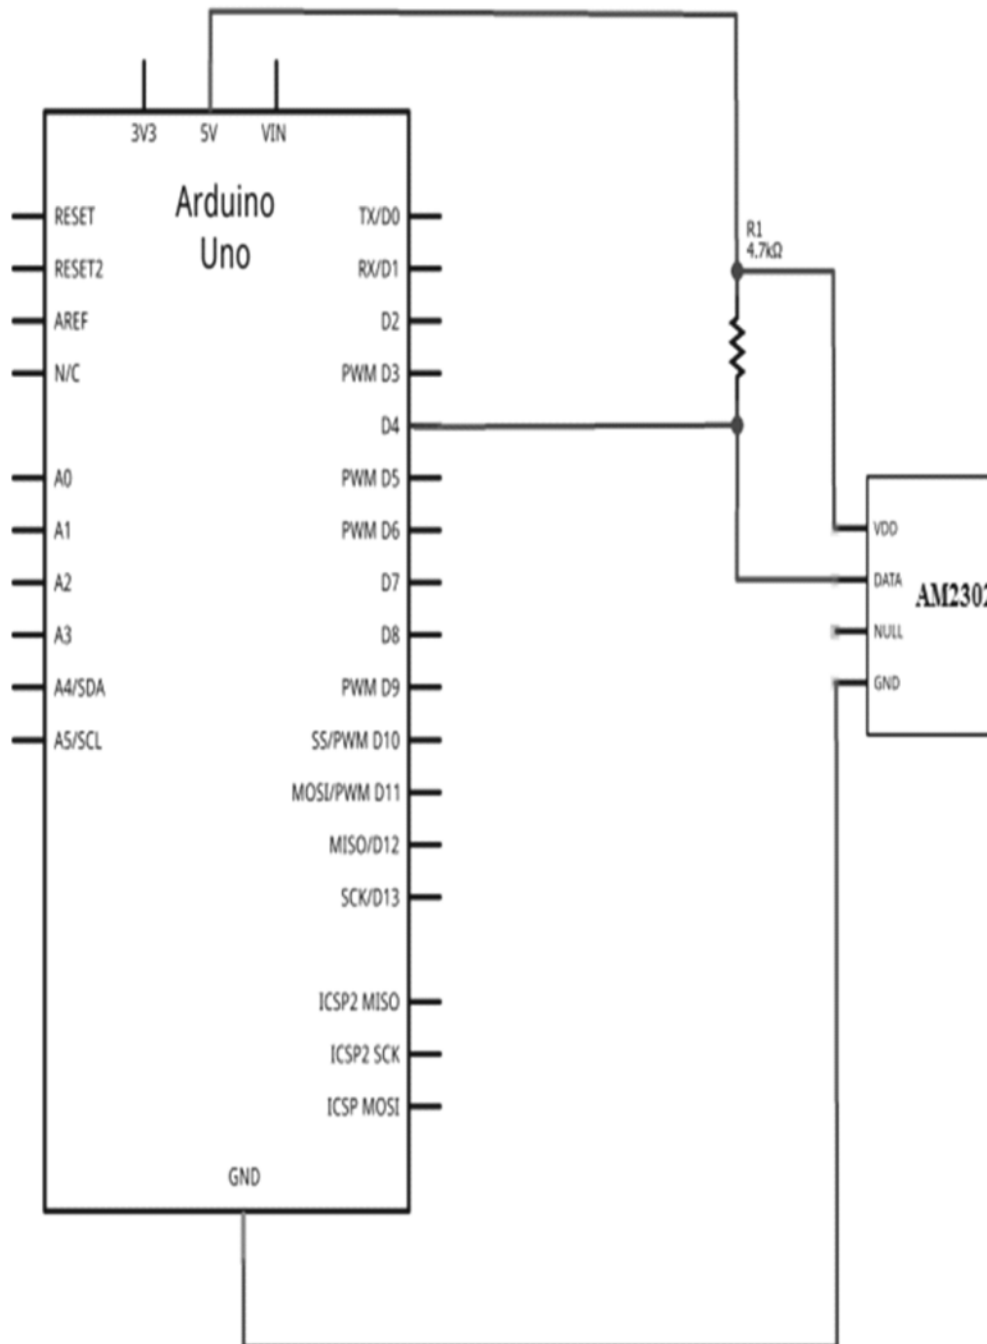 3V3
5V
VIN
Arduino
Uno
RESET
RESET2
AREF
N/C
A0
A1
A2
A3
A4/SDA
A5/SCL
TX/D0
RX/D1
D2
PWM D3
D4
PWM D5
PWM D6
D7
D8
PWM D9
SS/PWM D10
MOSI/PWM D11
MISO/D12
SCK/D13
ICSP2 MISO
ICSP2 SCK
ICSP MOSI
GND
R1
4.7kΩ
VDD
DATA
NULL
GND
AM2302